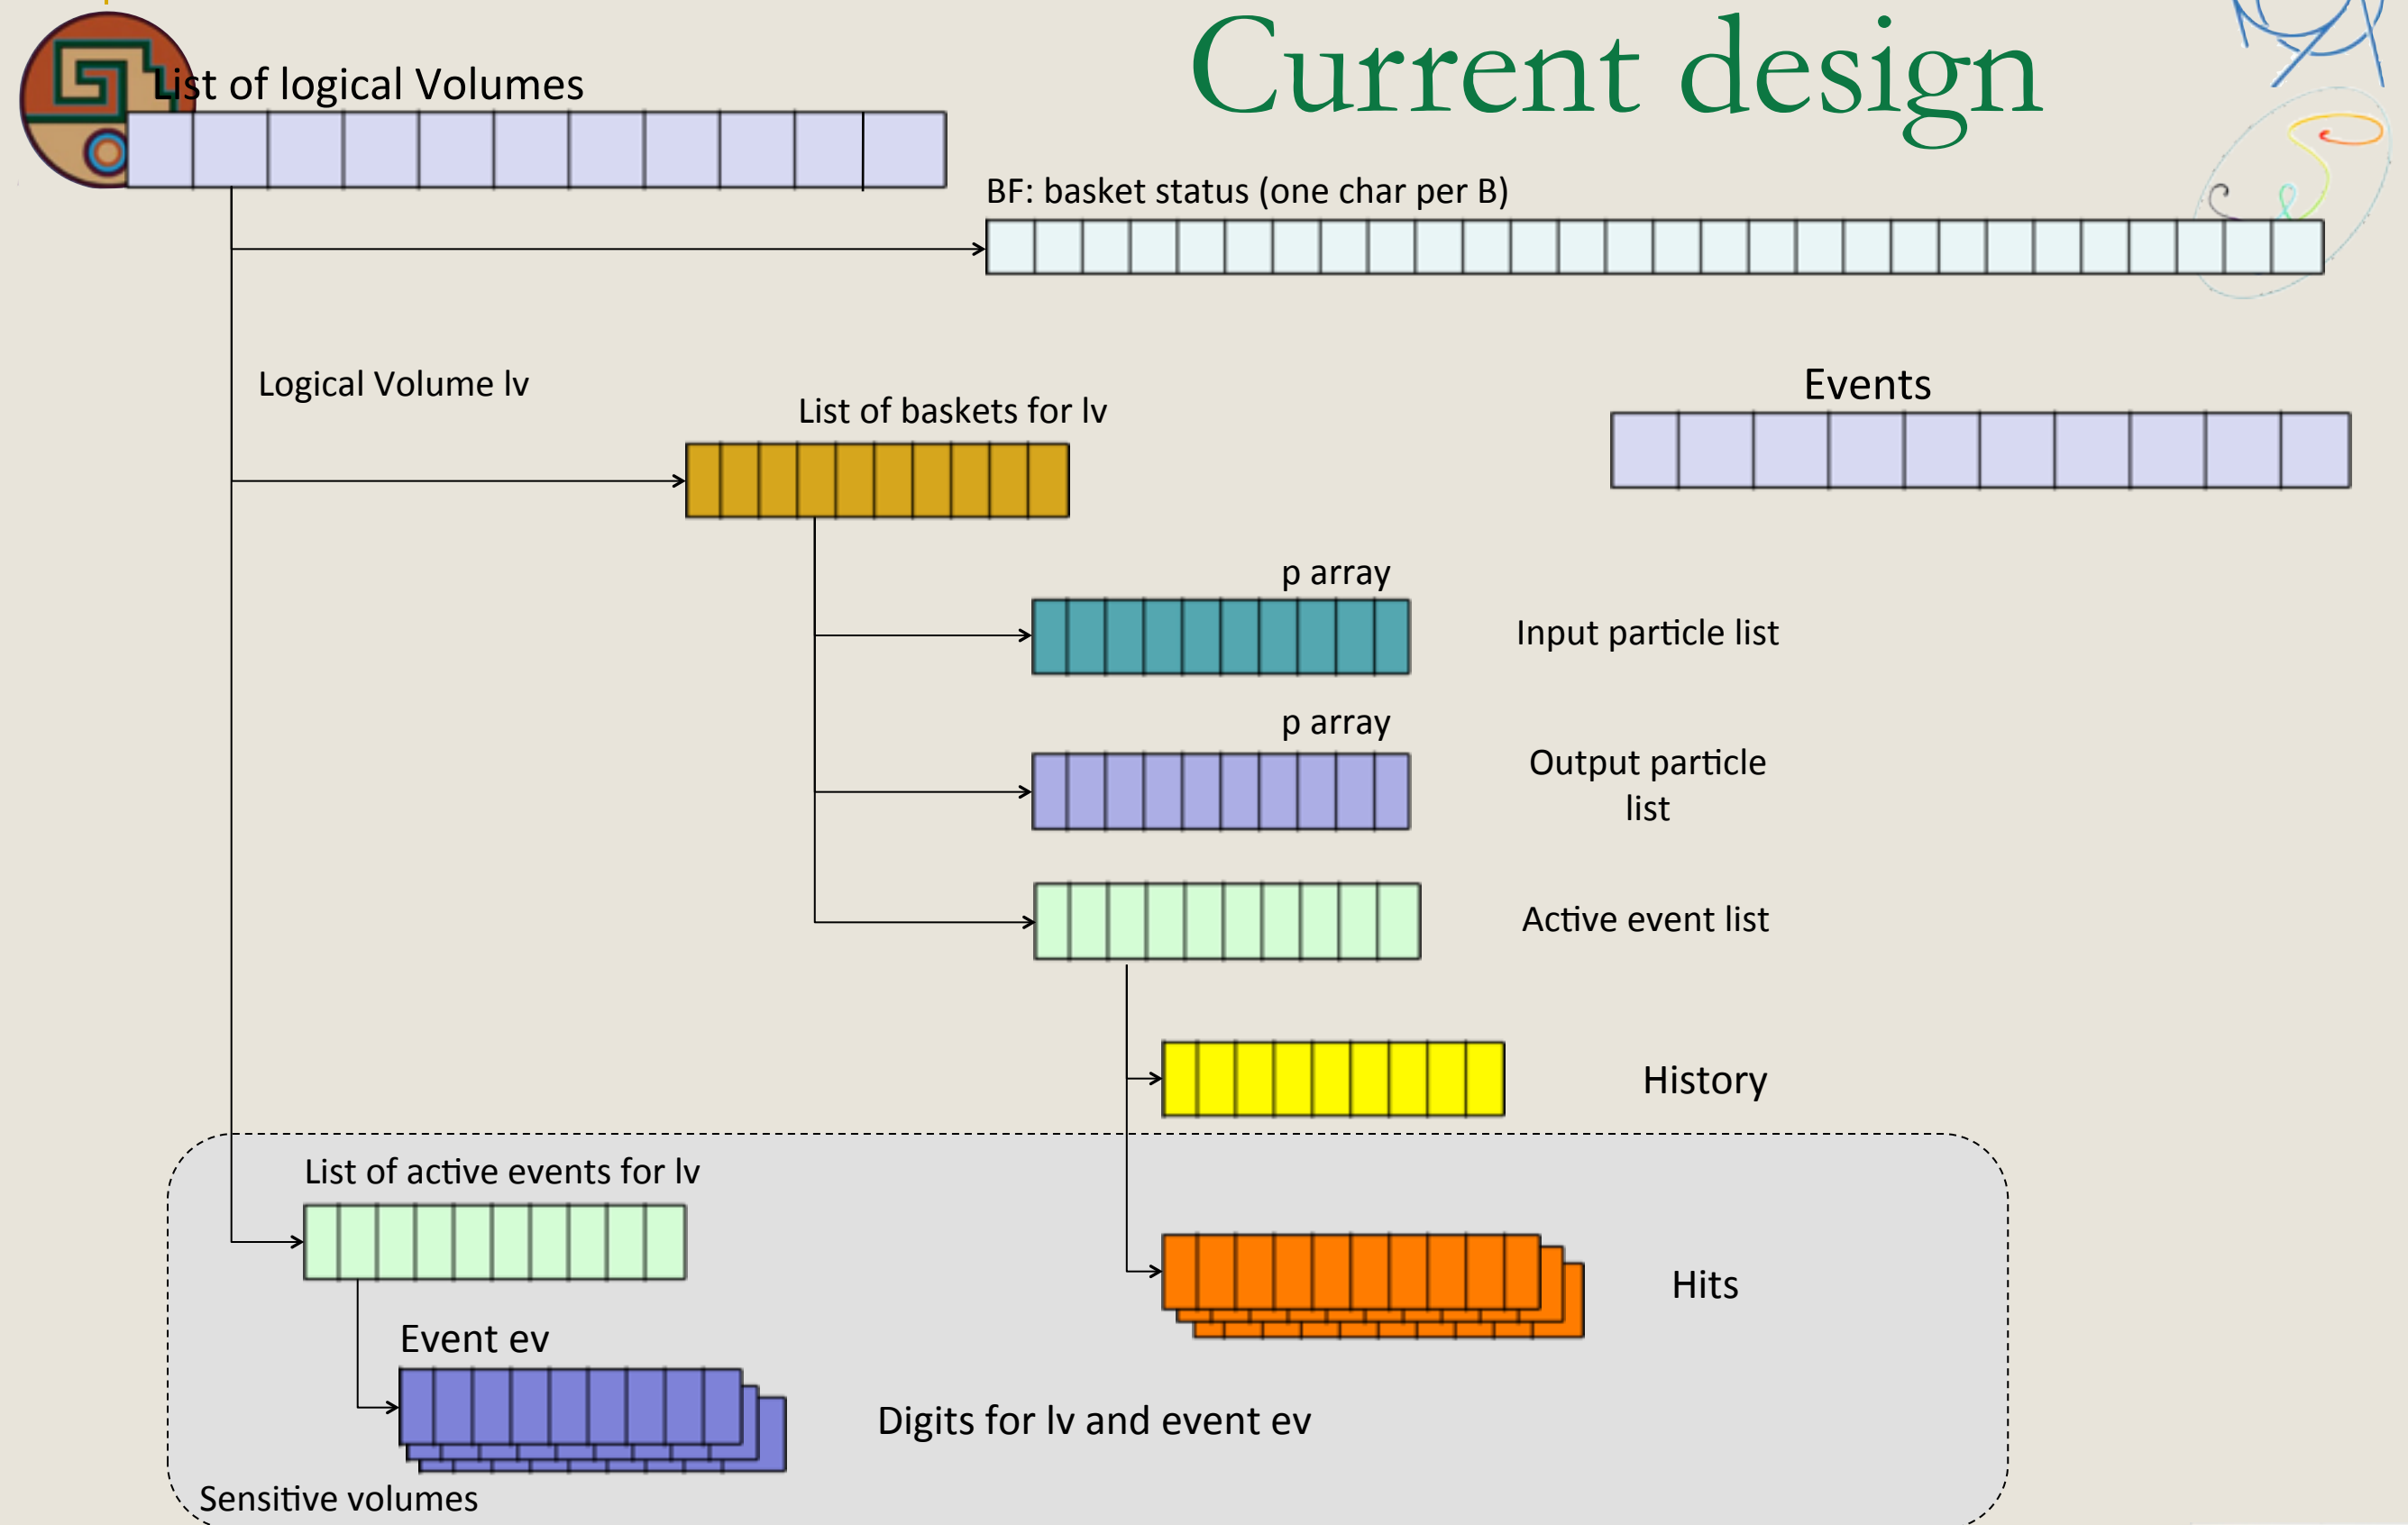 Current design
List of logical Volumes
BF: basket status (one char per B)
Logical Volume lv
List of baskets for lv
Events
p array
Input particle list
p array
Output particle
list
Active event list
History
List of active events for lv
Hits
Event ev
Digits for lv and event ev
Sensitive volumes